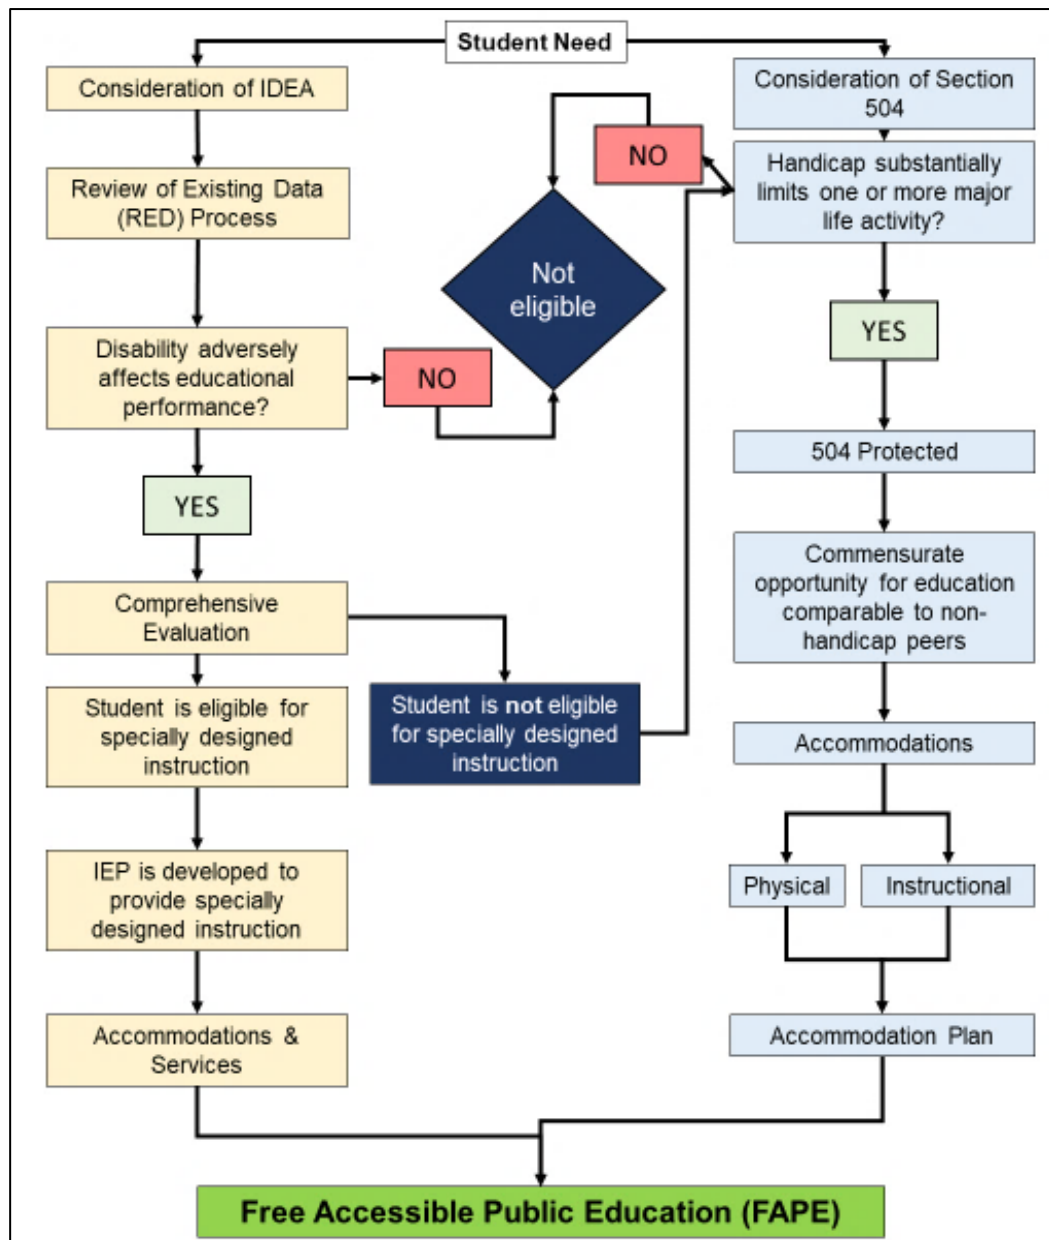 Student Need
Consideration of IDEA
Review of Existing Data
(RED) Process
Disability adversely
affects educational
performance?
NO
YES
Comprehensive
Evaluation
Student is eligible for
specially designed
instruction
Student is not eligible
for specially designed
instruction
IEP is developed to
provide specially
designed instruction
Accommodations &
Services
Not
eligible
Consideration of Section
504
NO
Handicap substantially
limits one or more major
life activity?
YES
504 Protected
Commensurate
opportunity for education
comparable to non-
handicap peers
Accommodations
Physical
Instructional
Accommodation Plan
Free Accessible Public Education (FAPE)